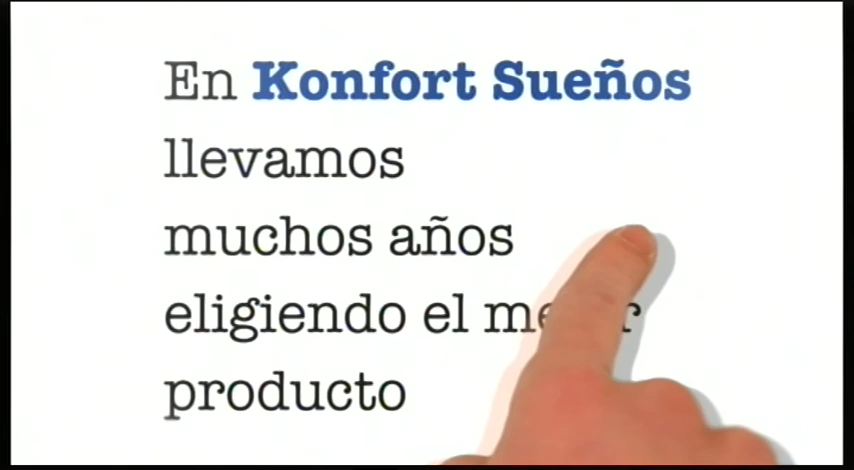 En Konfort Sueños
llevamos
muchos años
eligiendo el
producto